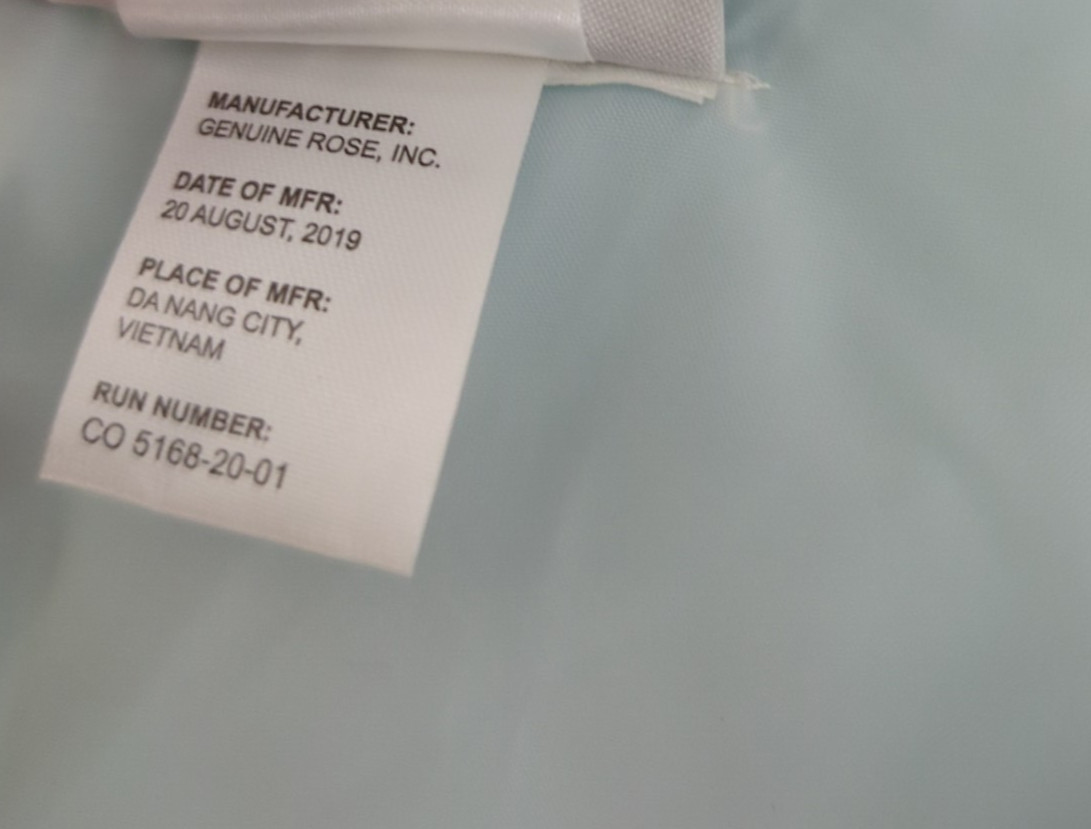 MANUFACTURER:
GENUINE ROSE, INC.
DATE OF MFR:
20 AUGUST, 2019
PLACE OF MFR:
DA NANG CITY,
VIETNAM
RUN NUMBER:
CO 5168-20-01